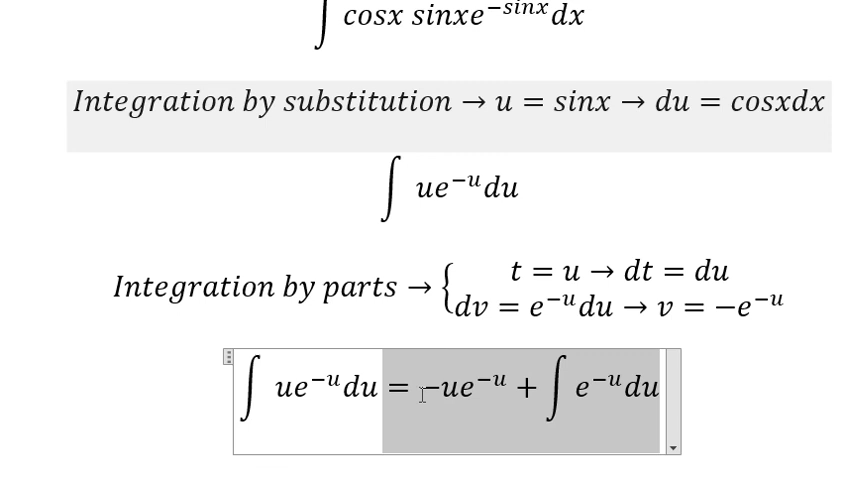 ∫ cosx sinxe^{−sinx}dx
Integration by substitution → u = sinx → du = cosxdx
∫ ue^{−u}du
Integration by parts → { t = u → dt = du
dv = e^{−u}du → v = −e^{−u}
∫ ue^{−u}du = −ue^{−u} + ∫ e^{−u}du